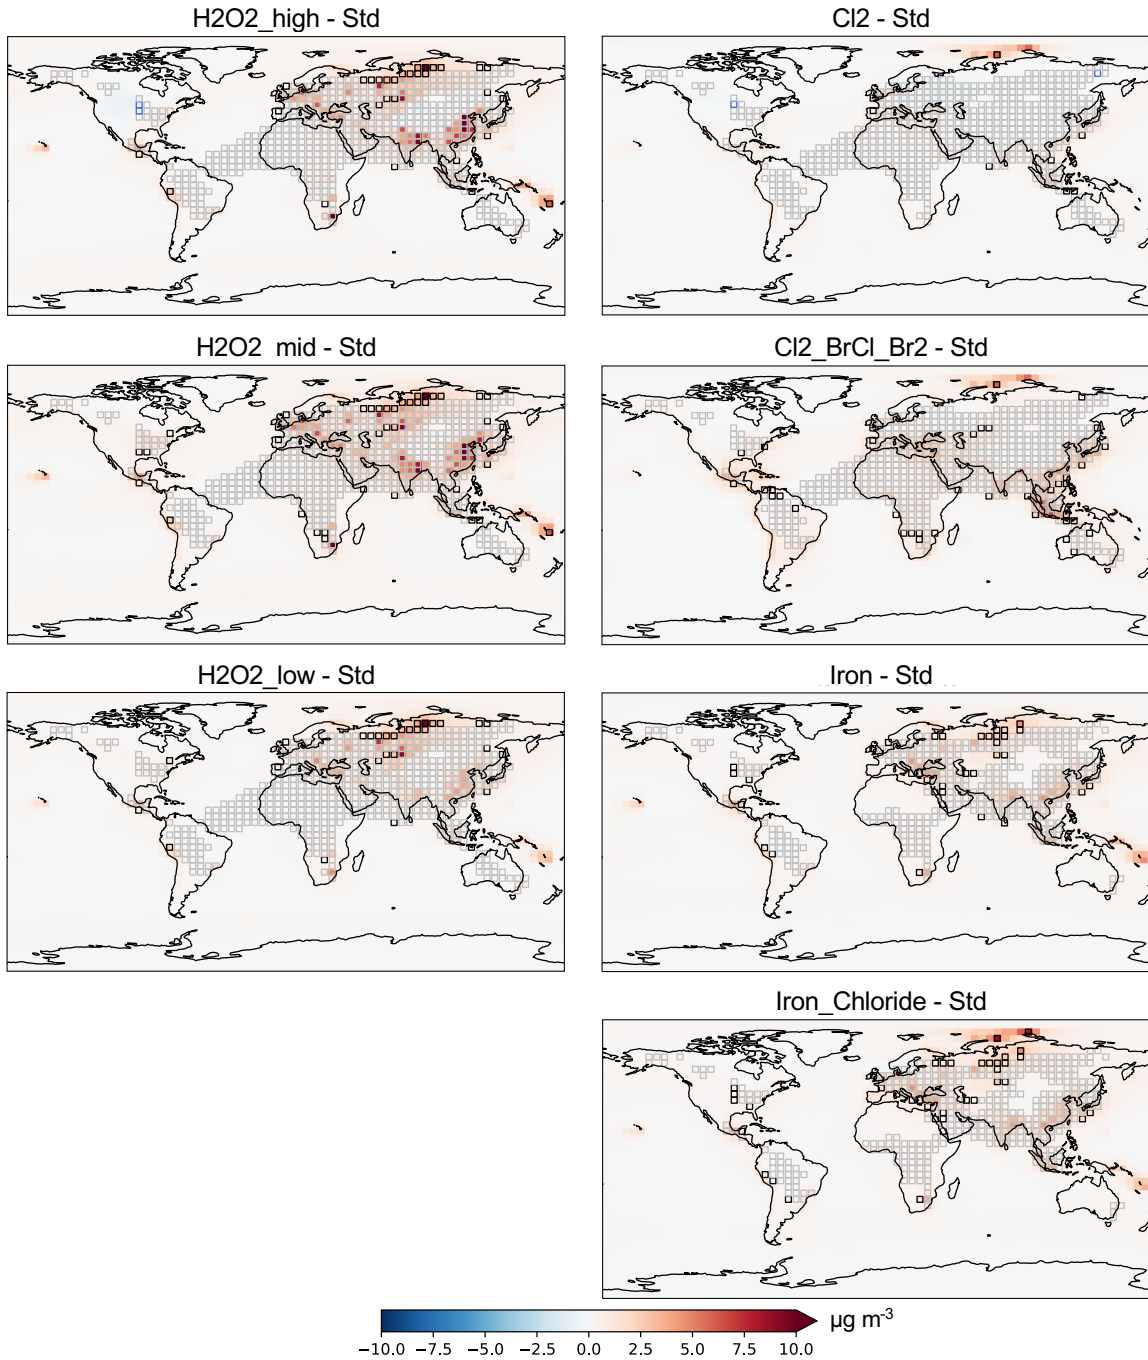 H2O2_high - Std
Cl2 - Std
H2O2 mid - Std
Cl2_BrCl_Br2 - Std
H2O2_low - Std
Iron - Std
Iron_Chloride - Std
µg m-3
−10.0 −7.5 −5.0 −2.5 0.0 2.5 5.0 7.5 10.0